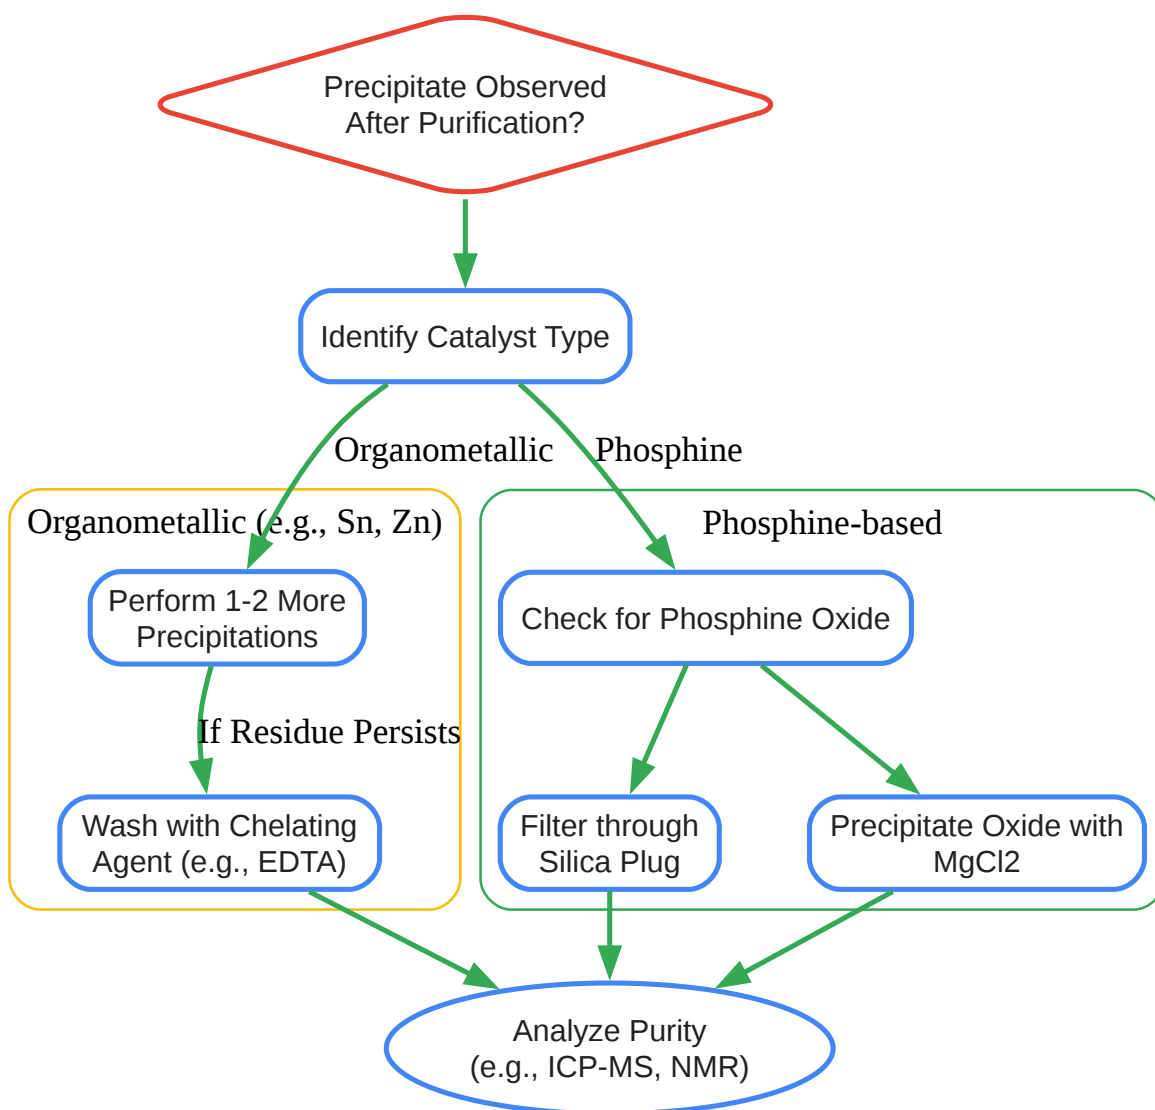 Precipitate Observed
After Purification?
Identify Catalyst Type
Organometallic
Phosphine
Organometallic (e.g., Sn, Zn)
Phosphine-based
Perform 1-2 More
Precipitations
Check for Phosphine Oxide
If Residue Persists
Wash with Chelating
Agent (e.g., EDTA)
Filter through
Silica Plug
Precipitate Oxide with
MgCl2
Analyze Purity
(e.g., ICP-MS, NMR)